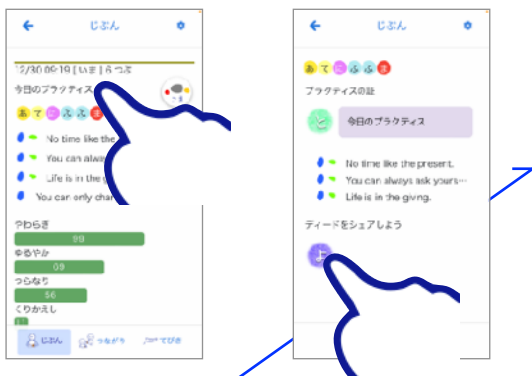 じぶん
12/30 09:19 [いま] 6つぶ
今日のプラクティス
あてにふふま
No time like the
You can alway
Life is in the g
You can only char
やわらぎ
99
ゆるやか
69
つらなり
56
くりかえし
じぶん つながり てびき
じぶん
あてにふふま
プラクティスの証
と 今日のプラクティス
No time like the present.
You can always ask yours…
Life is in the giving.
ディードをシェアしよう
よ